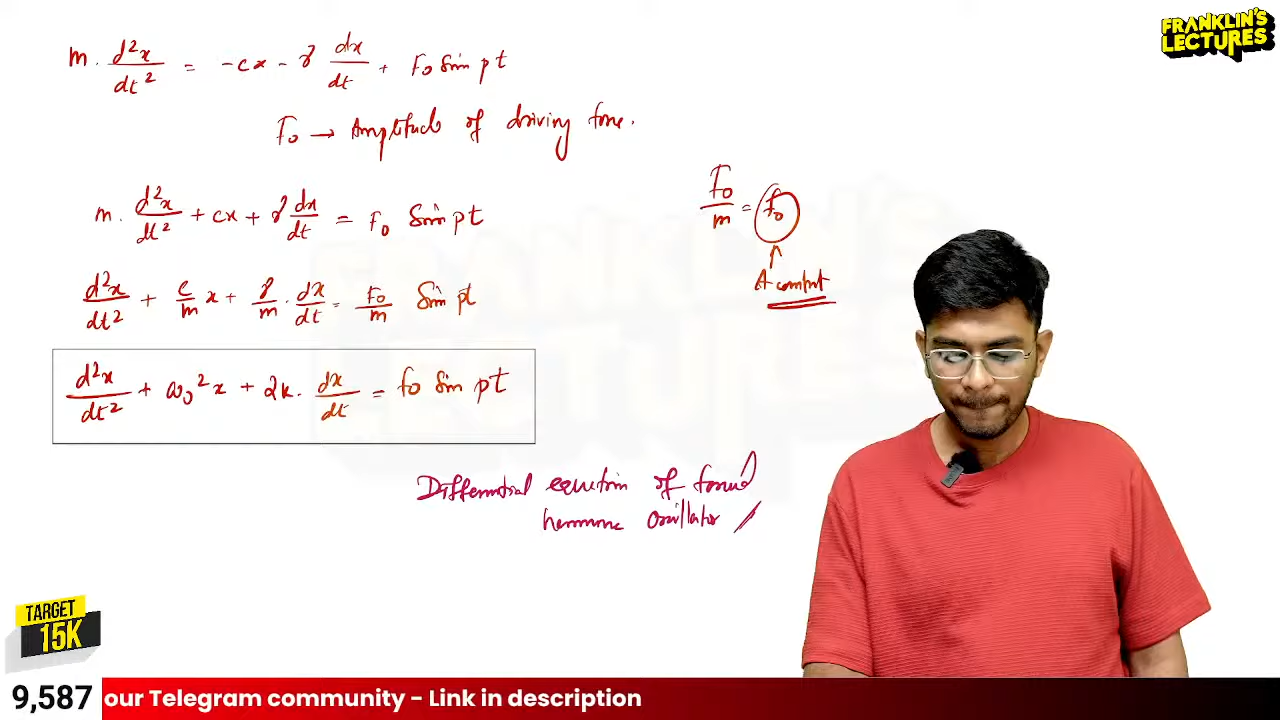 FRANKLIN'S
LECTURES
m. d²x/dt² = -cx - γ dx/dt + F₀ Sin pt
F₀ → Amplitude of driving force.
m. d²x/dt² + cx + γ dx/dt = F₀ Sin pt
F₀/m = f₀
A constant
d²x/dt² + c/m x + γ/m . dx/dt = F₀/m Sin pt
d²x/dt² + ω₀²x + 2k. dx/dt = f₀ sin pt
Differential equation of forced
harmonic oscillator
TARGET
15K
9,587 our Telegram community - Link in description